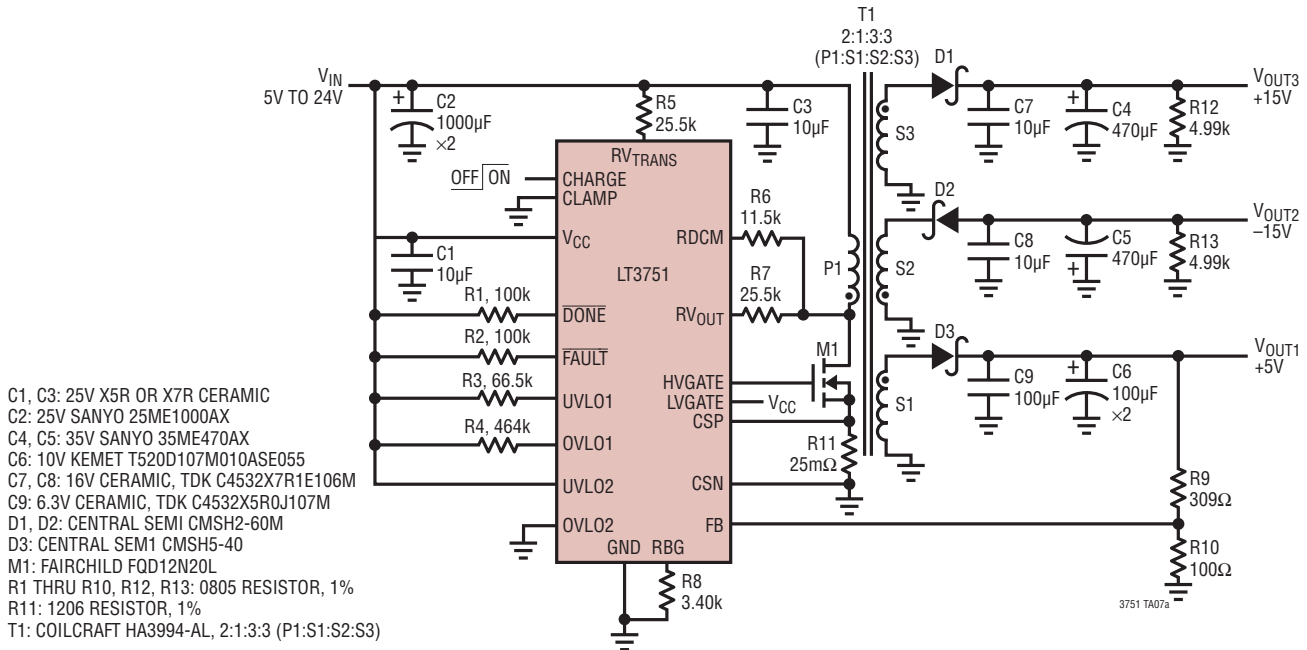 T1
2:1:3:3
(P1:S1:S2:S3)
D1
VIN
5V TO 24V
+
C2
1000µF
×2
R5
25.5k
C3
10µF
S3
C7
10µF
+
C4
470µF
R12
4.99k
VOUT3
+15V
RVTRANS
OFF ON
CHARGE
CLAMP
VCC
C1
10µF
LT3751
RDCM
R6
11.5k
R7
25.5k
RVOUT
P1
D2
S2
C8
10µF
C5
470µF
+
R13
4.99k
VOUT2
–15V
R1, 100k
DONE
R2, 100k
FAULT
R3, 66.5k
UVLO1
R4, 464k
OVLO1
UVLO2
OVLO2
GND
RBG
R8
3.40k
HVGATE
LVGATE
VCC
CSP
CSN
FB
M1
R11
25mΩ
D3
S1
C9
100µF
+
C6
100µF
×2
VOUT1
+5V
R9
309Ω
R10
100Ω
3751 TA07a
C1, C3: 25V X5R OR X7R CERAMIC
C2: 25V SANYO 25ME1000AX
C4, C5: 35V SANYO 35ME470AX
C6: 10V KEMET T520D107M010ASE055
C7, C8: 16V CERAMIC, TDK C4532X7R1E106M
C9: 6.3V CERAMIC, TDK C4532X5R0J107M
D1, D2: CENTRAL SEMI CMSH2-60M
D3: CENTRAL SEM1 CMSH5-40
M1: FAIRCHILD FQD12N20L
R1 THRU R10, R12, R13: 0805 RESISTOR, 1%
R11: 1206 RESISTOR, 1%
T1: COILCRAFT HA3994-AL, 2:1:3:3 (P1:S1:S2:S3)